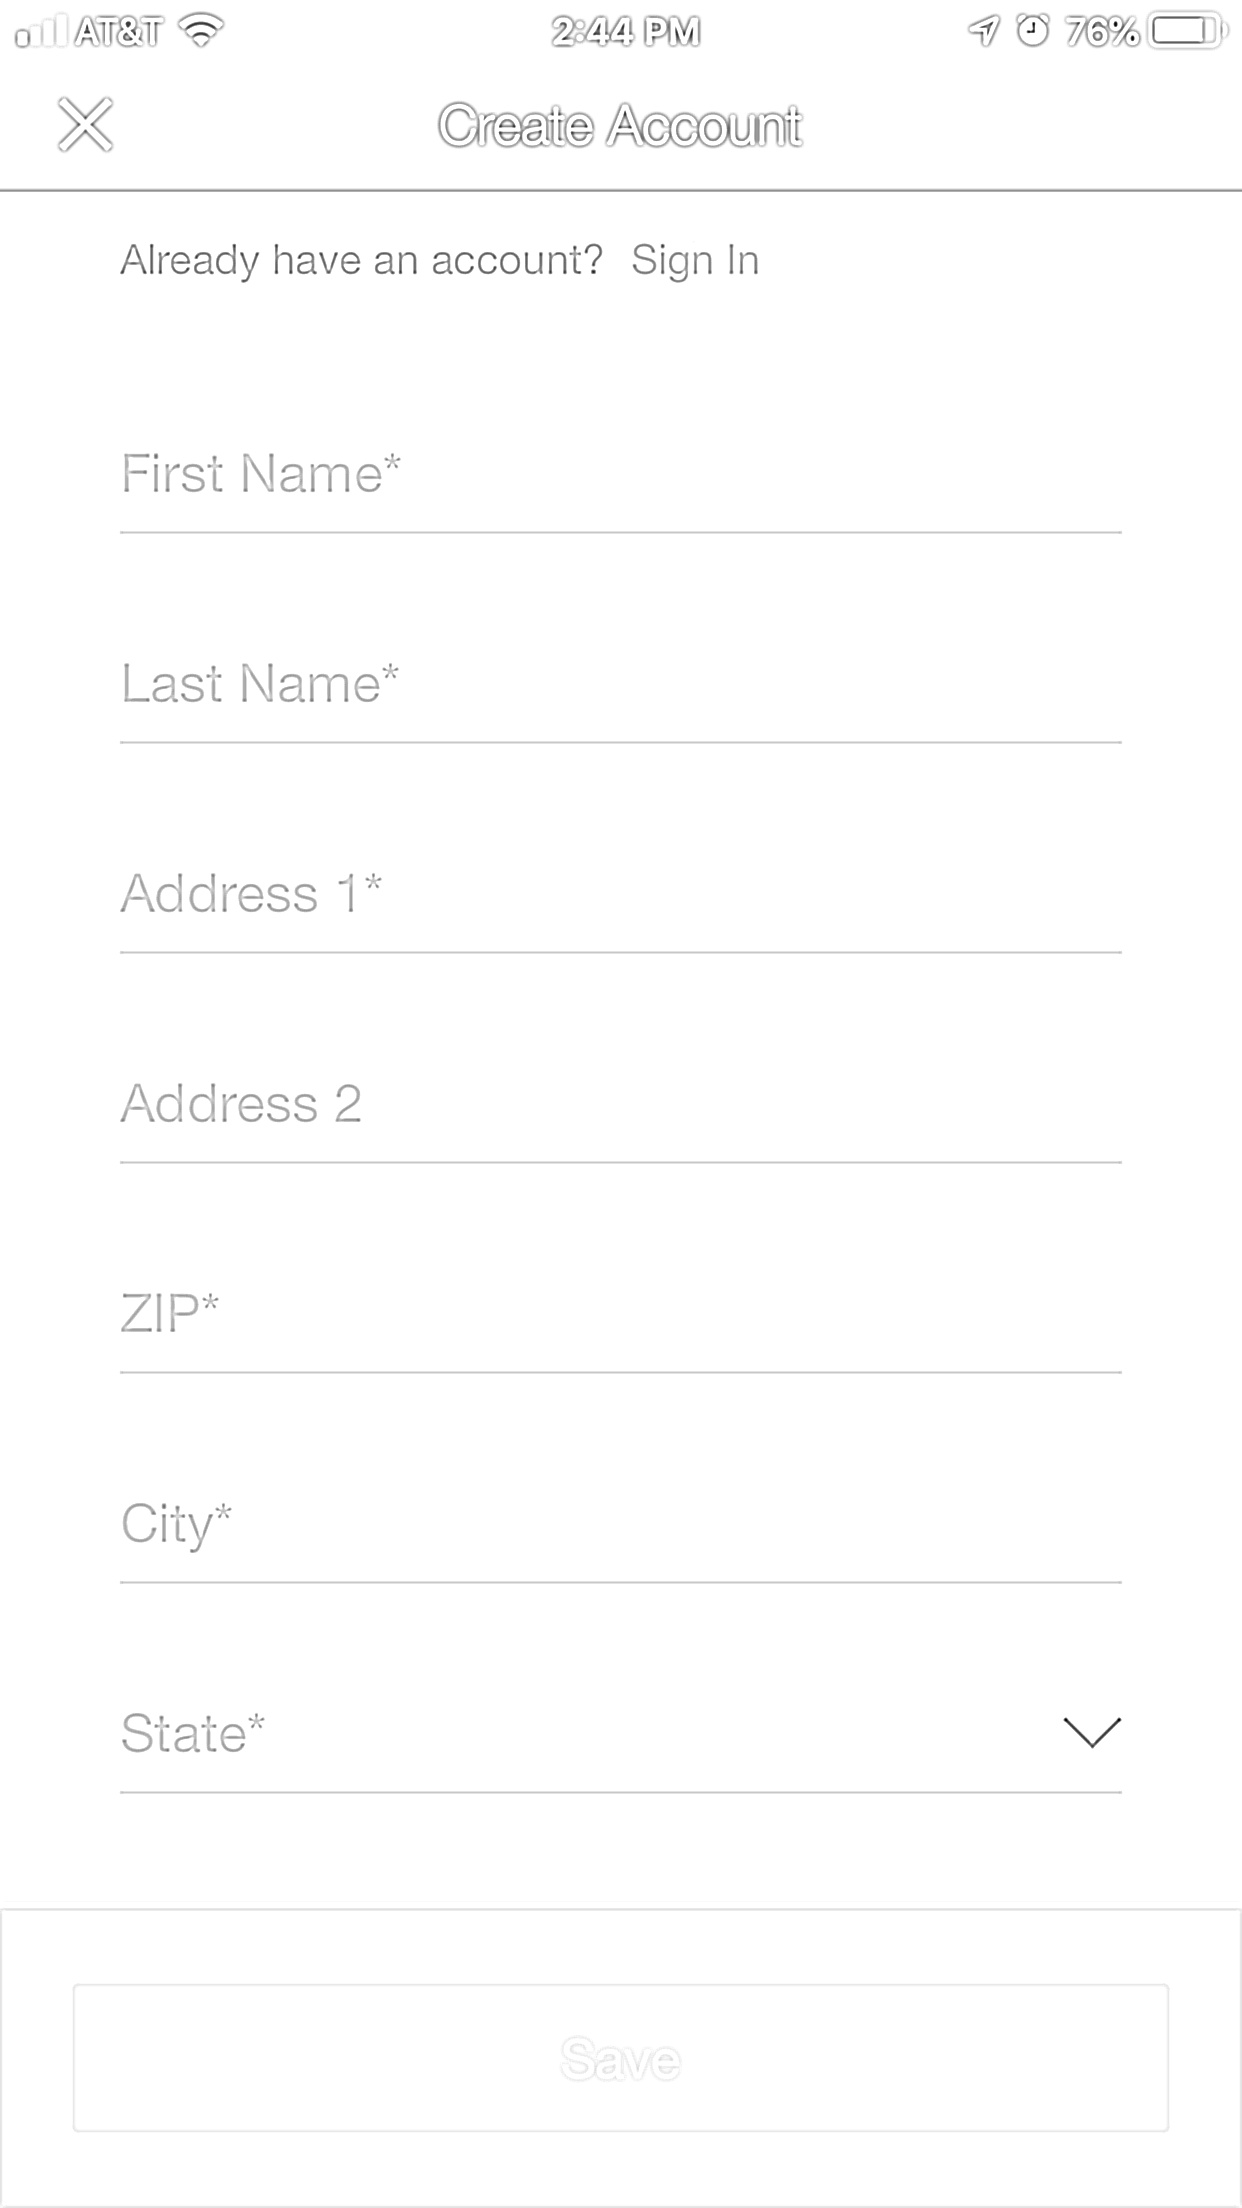 AT&T 2:44 PM 76%
Create Account
Already have an account? Sign In
First Name*
Last Name*
Address 1*
Address 2
ZIP*
City*
State*
Save